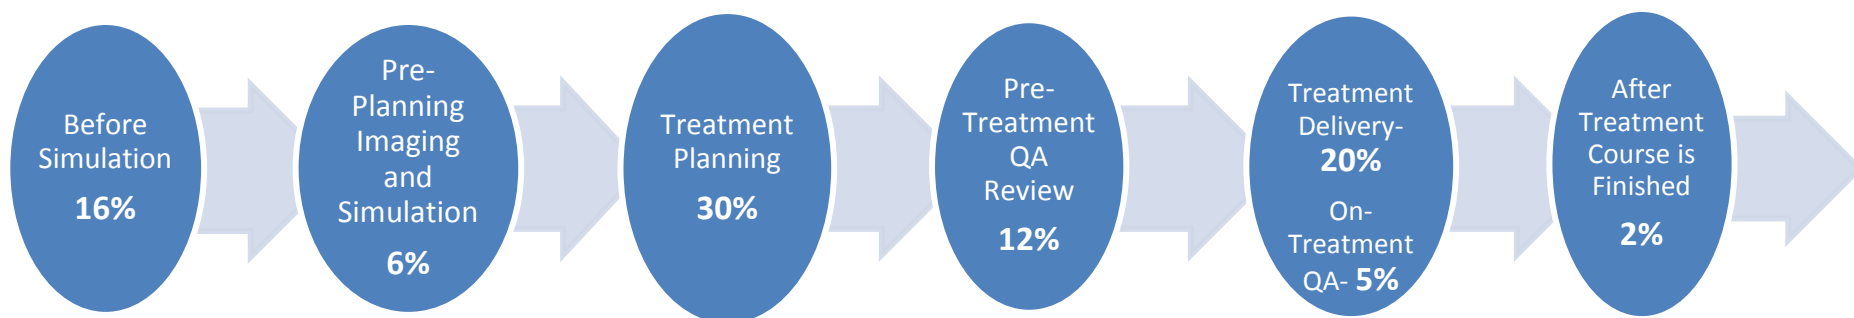 Before
Simulation
16%
Pre-
Planning
Imaging
and
Simulation
6%
Treatment
Planning
30%
Pre-
Treatment
QA
Review
12%
Treatment
Delivery-
20%
On-
Treatment
QA- 5%
After
Treatment
Course is
Finished
2%